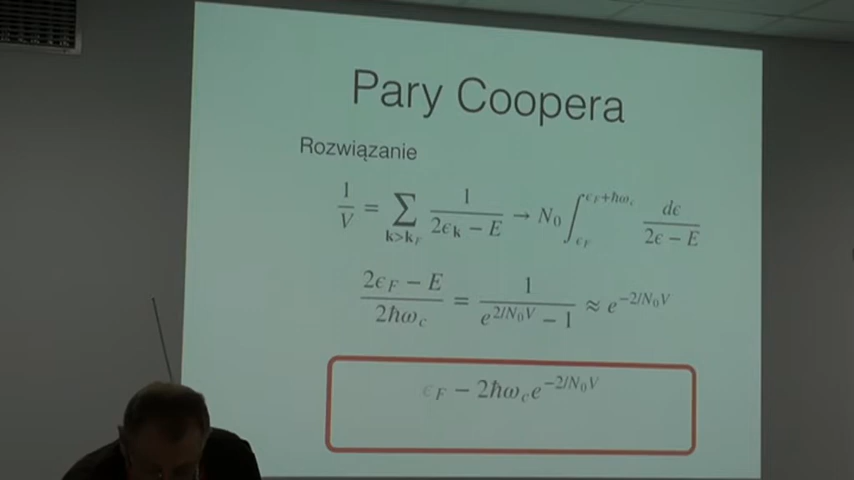 Pary Coopera
Rozwiązanie
1/V = ∑_{k>k_F} 1/(2ϵ_k − E) → N_0 ∫_{ϵ_F}^{ϵ_F+ħω_c} dϵ/(2ϵ − E)
(2ϵ_F − E)/(2ħω_c) = 1/(e^{2/N_0V} − 1) ≈ e^{−2/N_0V}
ϵ_F − 2ħω_c e^{−2/N_0V}